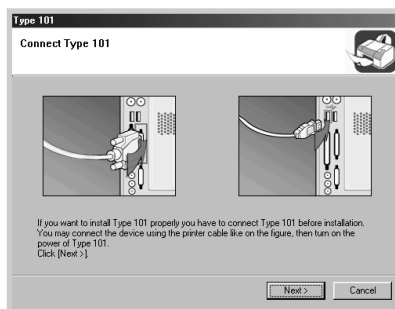 Type 101
Connect Type 101
If you want to install Type 101 properly you have to connect Type 101 before installation.
You may connect the device using the printer cable like on the figure, then turn on the
power of Type 101.
Click [Next >].
Next >
Cancel